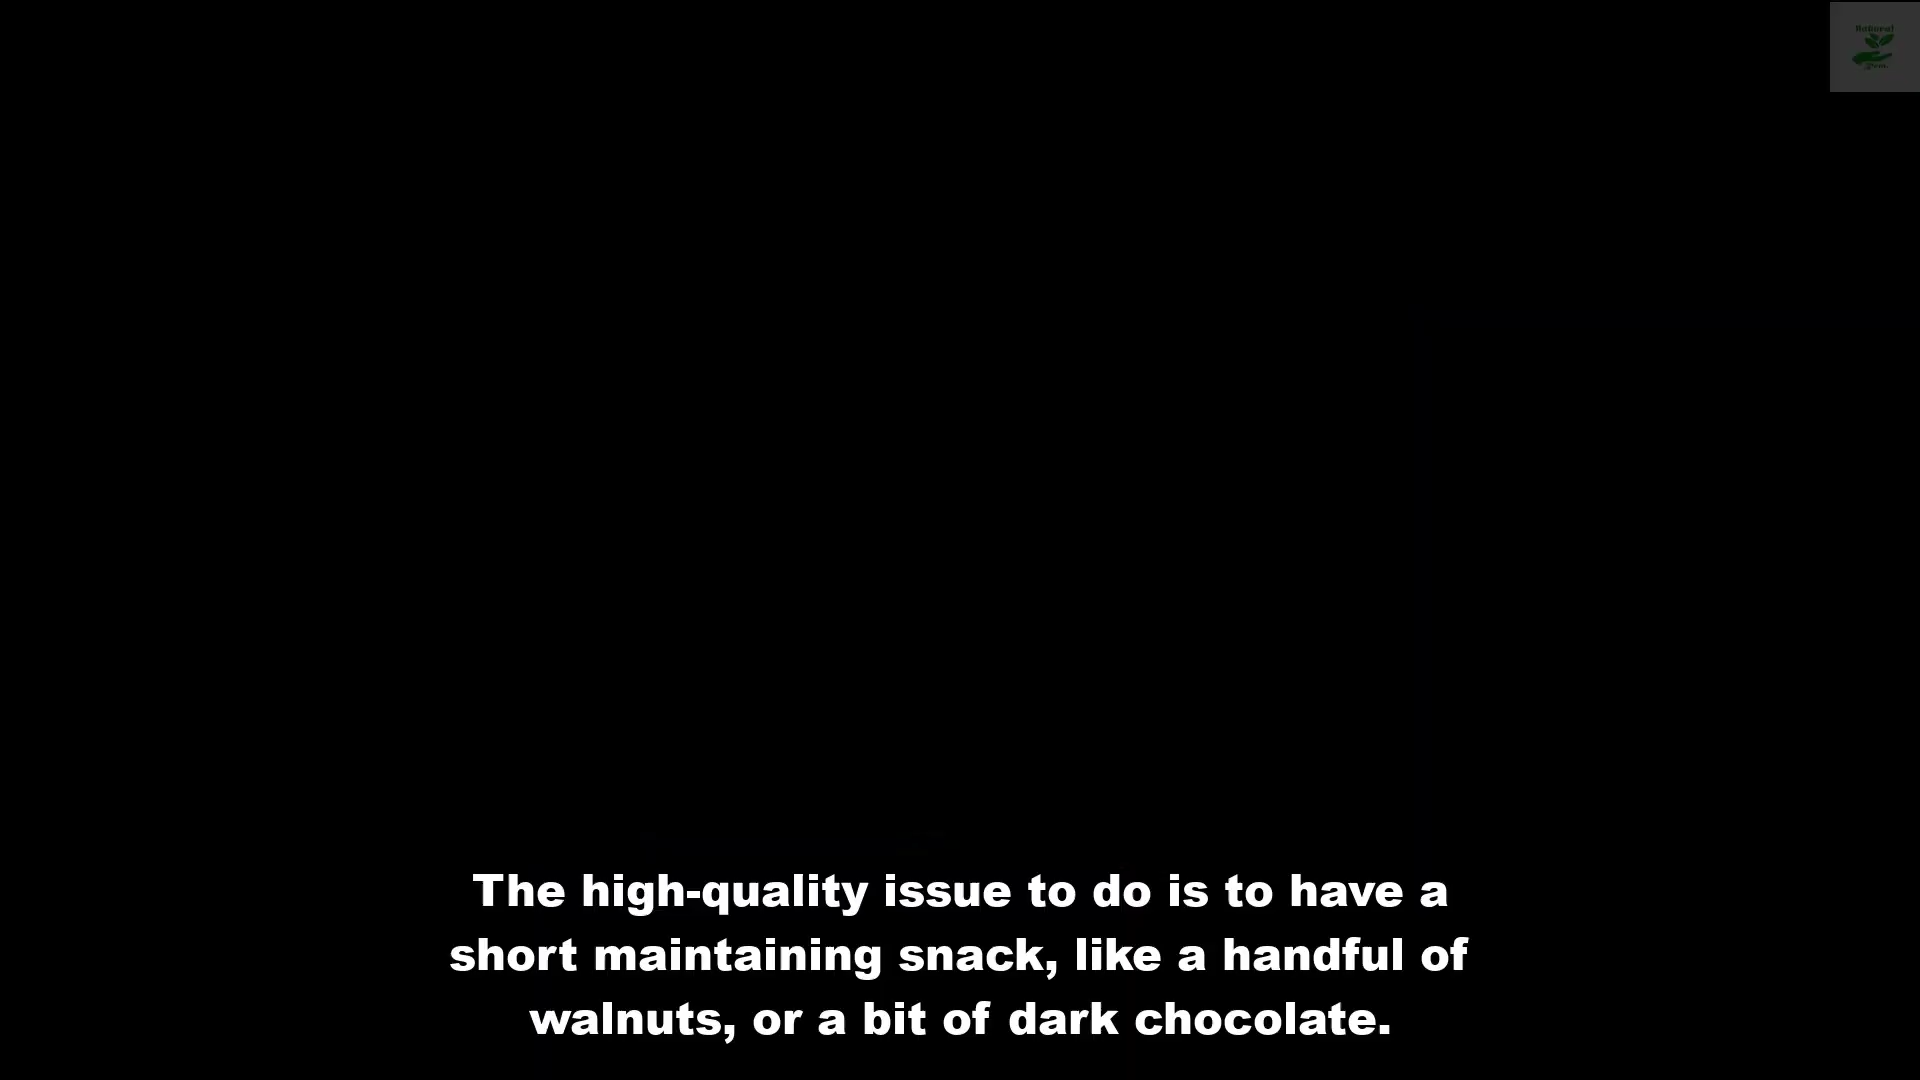 Natural
The high-quality issue to do is to have a
short maintaining snack, like a handful of
walnuts, or a bit of dark chocolate.